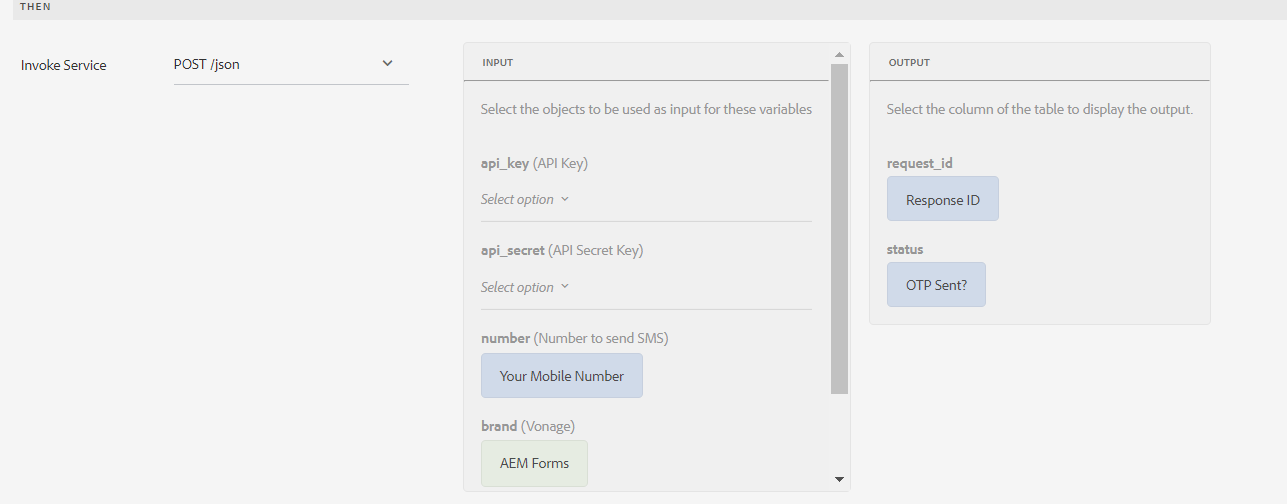 THEN
Invoke Service
POST /json
INPUT
Select the objects to be used as input for these variables
api_key (API Key)
Select option
api_secret (API Secret Key)
Select option
number (Number to send SMS)
Your Mobile Number
brand (Vonage)
AEM Forms
OUTPUT
Select the column of the table to display the output.
request_id
Response ID
status
OTP Sent?